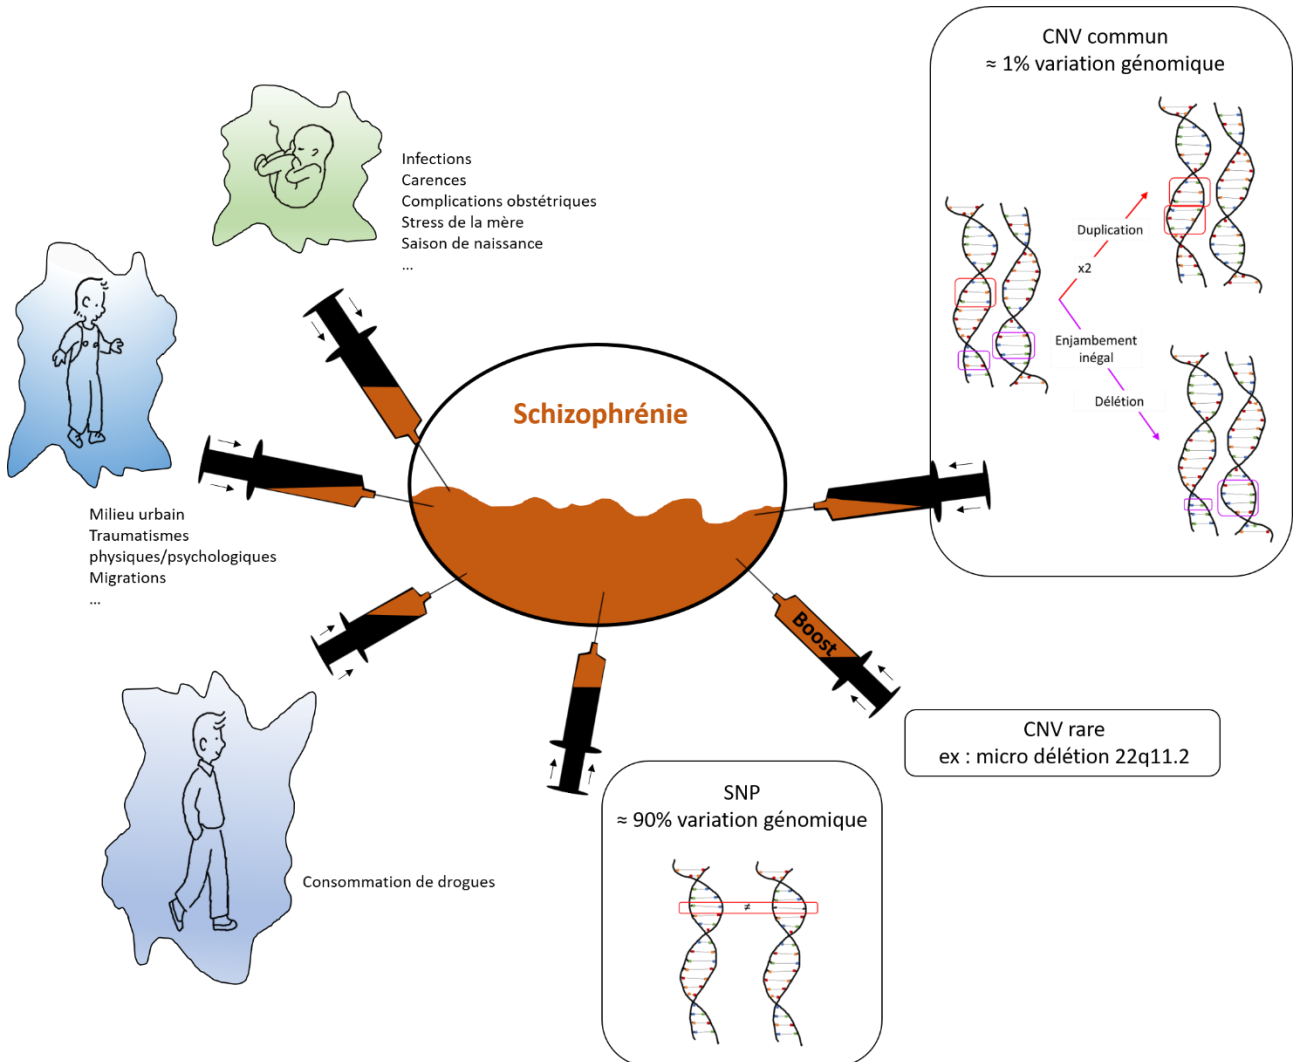 CNV commun
≈ 1% variation génomique
Infections
Carences
Complications obstétriques
Stress de la mère
Saison de naissance
...
Duplication
x2
Enjambement
inégal
Délétion
Schizophrénie
Milieu urbain
Traumatismes
physiques/psychologiques
Migrations
...
Boost
CNV rare
ex : micro délétion 22q11.2
SNP
≈ 90% variation génomique
≠
Consommation de drogues